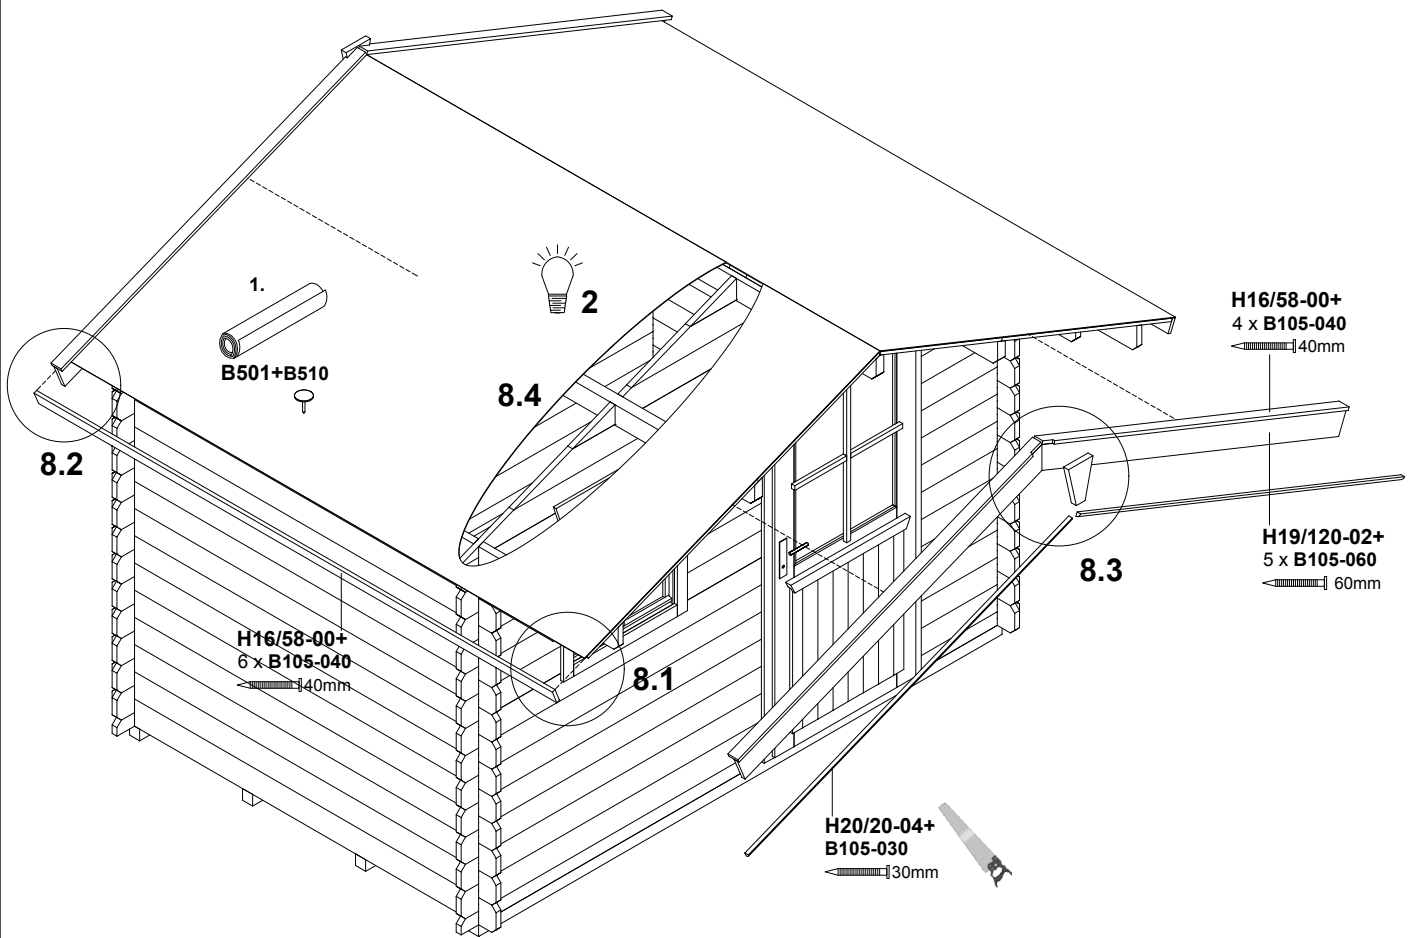 1.
B501+B510
2
8.4
8.2
H16/58-00+
4 x B105-040
40mm
8.3
H19/120-02+
5 x B105-060
60mm
H16/58-00+
6 x B105-040
40mm
8.1
H20/20-04+
B105-030
30mm